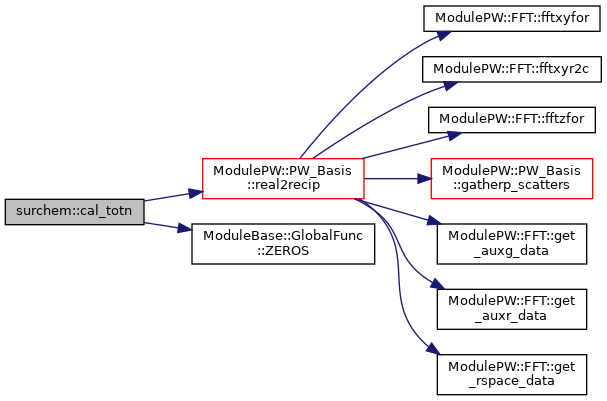 ModulePW::FFT::fftxyfor
ModulePW::FFT::fftxyr2c
ModulePW::FFT::fftzfor
ModulePW::PW_Basis
::real2recip
ModulePW::PW_Basis
::gatherp_scatters
surchem::cal_totn
ModuleBase::GlobalFunc
::ZEROS
ModulePW::FFT::get
_auxg_data
ModulePW::FFT::get
_auxr_data
ModulePW::FFT::get
_rspace_data